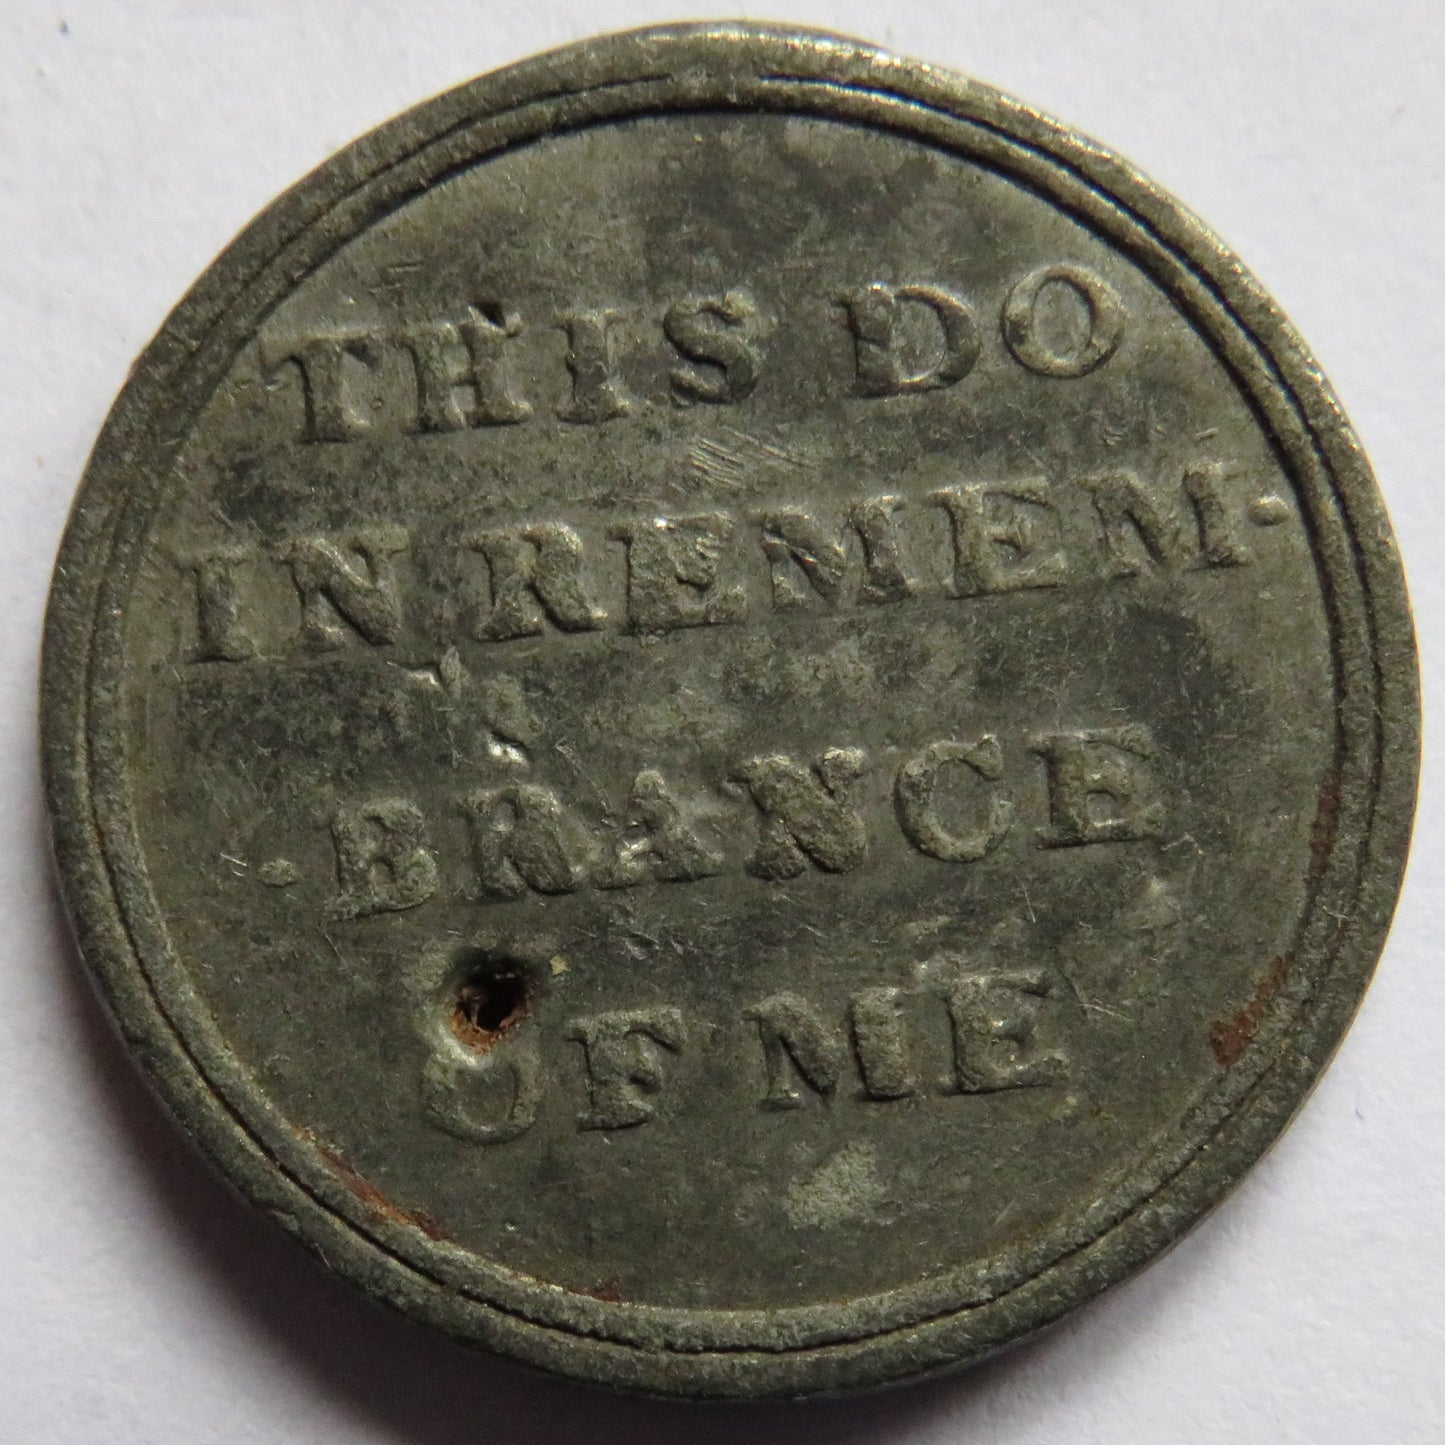 THIS DO
IN REMEM·
·BRANCE
OF ME